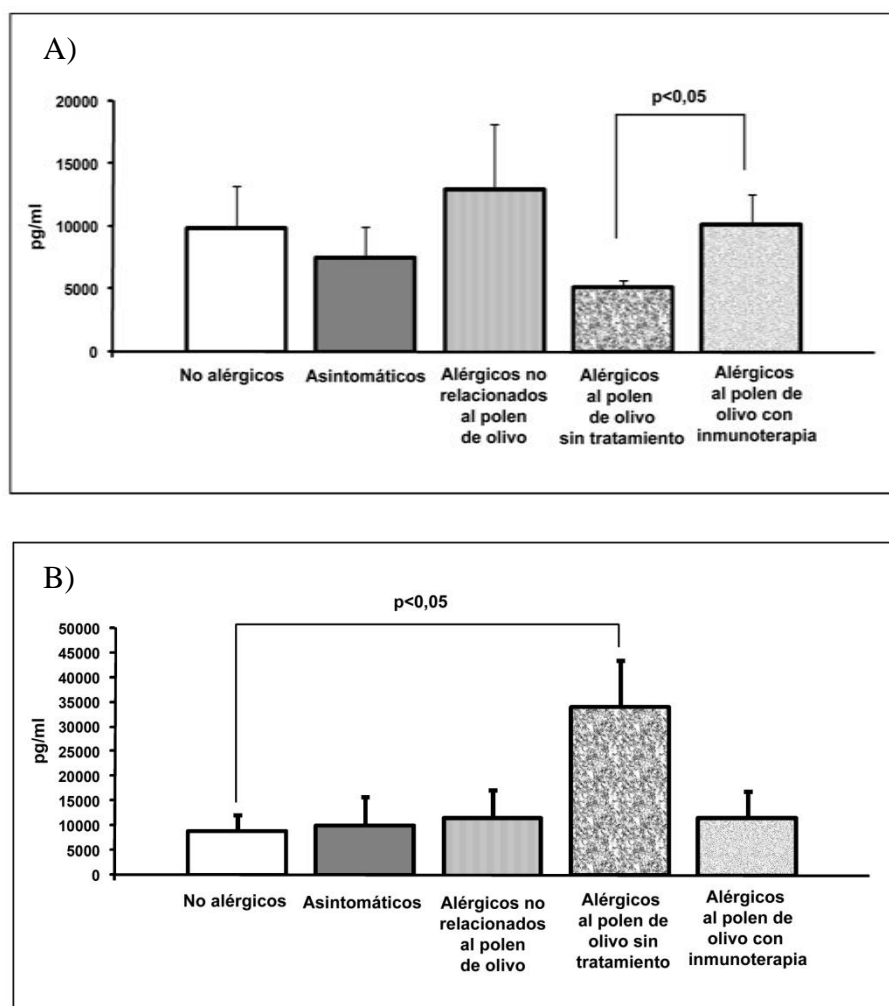 A)
p<0,05
20000
15000
10000
5000
0
pg/ml
No alérgicos
Asintomáticos
Alérgicos no
relacionados
al polen
de olivo
Alérgicos
al polen
de olivo
sin tratamiento
Alérgicos
al polen de
olivo con
inmunoterapia
B)
p<0,05
50000
45000
40000
35000
30000
25000
20000
15000
10000
5000
0
pg/ml
No alérgicos
Asintomáticos
Alérgicos no
relacionados
al polen
de olivo
Alérgicos
al polen de
olivo sin
tratamiento
Alérgicos
al polen de
olivo con
inmunoterapia